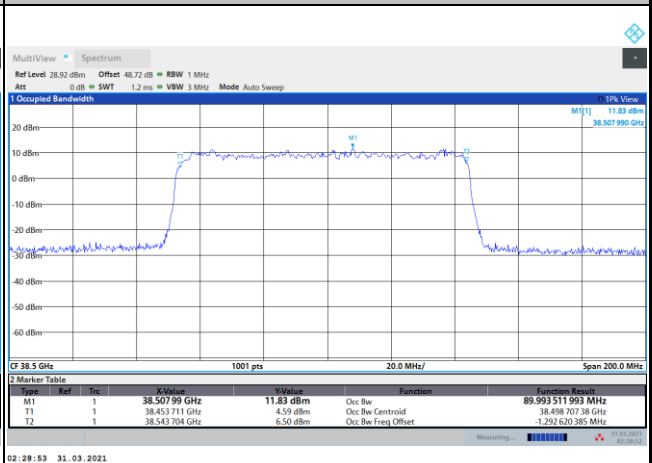 MultiView Spectrum
Ref Level 28.92 dBm Offset 48.72 dB RBW 1 MHz
Att 0 dB SWT 1.2 ms VBW 3 MHz Mode Auto Sweep
1 Occupied Bandwidth 1Pk View
M1[1] 11.83 dBm
38.507 990 GHz
20 dBm
M1
10 dBm
T1
T2
0 dBm
-10 dBm
-20 dBm
-30 dBm
-40 dBm
-50 dBm
-60 dBm
CF 38.5 GHz 1001 pts 20.0 MHz/ Span 200.0 MHz
2 Marker Table
Type Ref Trc X-Value Y-Value Function Function Result
M1 1 38.507 99 GHz 11.83 dBm Occ Bw 89.993 511 993 MHz
T1 1 38.453 711 GHz 4.59 dBm Occ Bw Centroid 38.498 707 38 GHz
T2 1 38.543 704 GHz 6.50 dBm Occ Bw Freq Offset -1.292 620 385 MHz
Measuring... 31.03.2021
02:28:52
02:28:53 31.03.2021